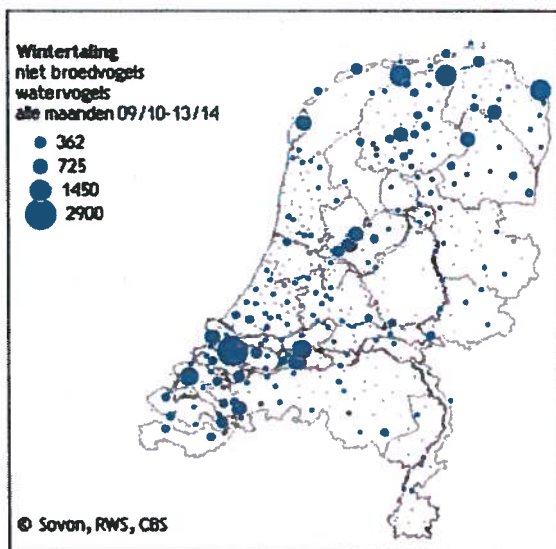 Wintertaling
niet broedvogels
watervogels
alle maanden 09/10-13/14
362
725
1450
2900
© Sovon, RWS, CBS